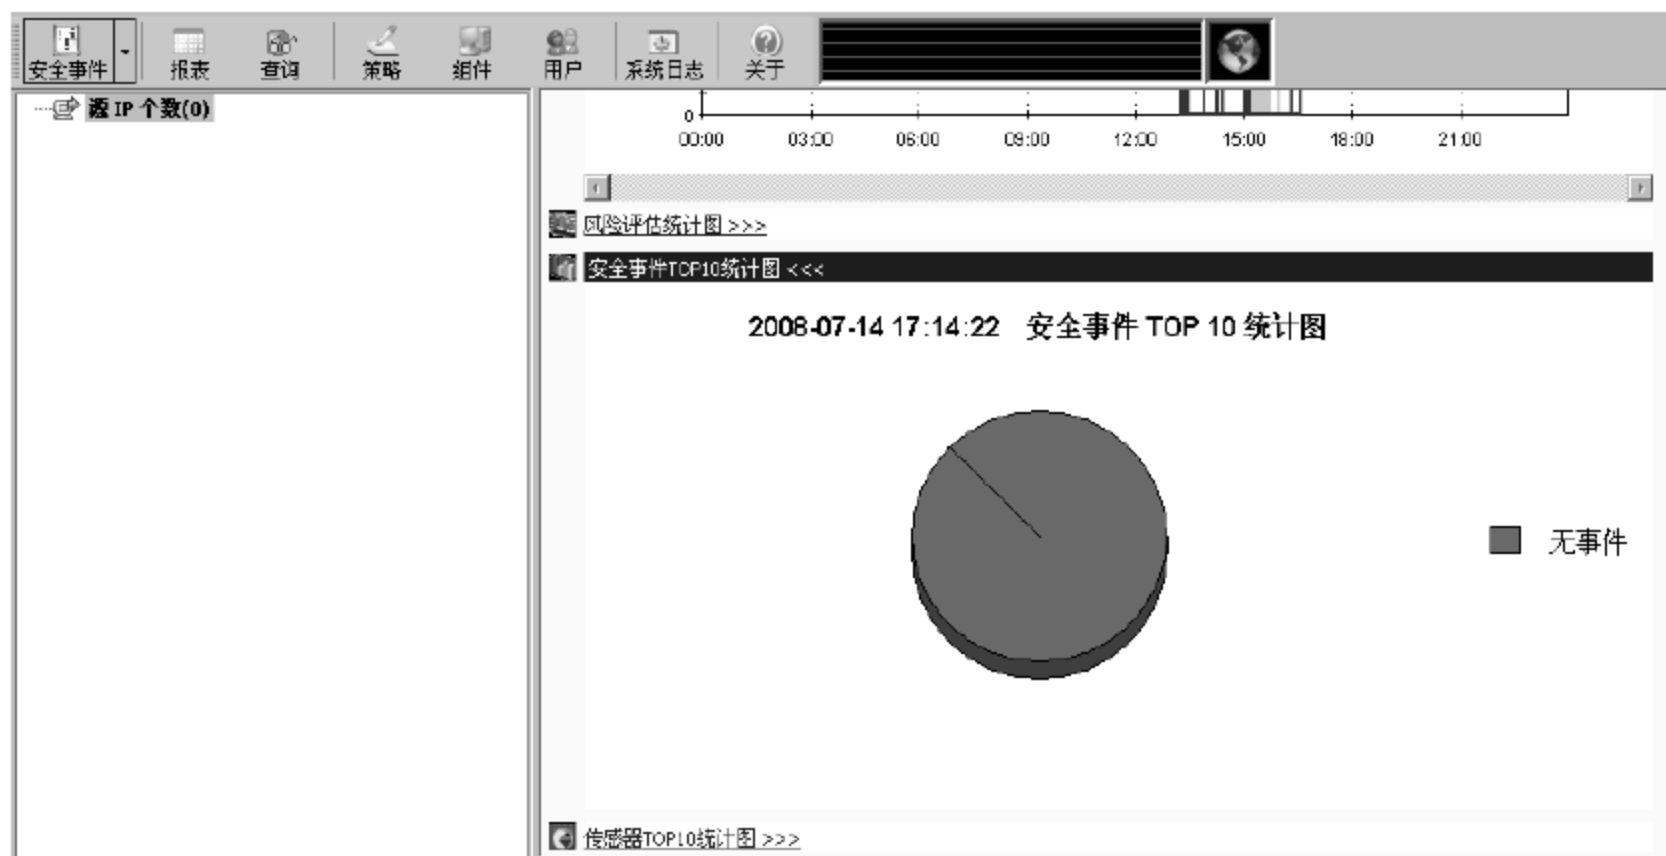 安全事件 报表 查询 策略 组件 用户 系统日志 关于
源 IP 个数(0)
0
00:00 03:00 06:00 09:00 12:00 15:00 18:00 21:00
风险评估统计图 >>>
安全事件TOP10统计图 <<<
2008-07-14 17:14:22 安全事件 TOP 10 统计图
无事件
传感器TOP10统计图 >>>